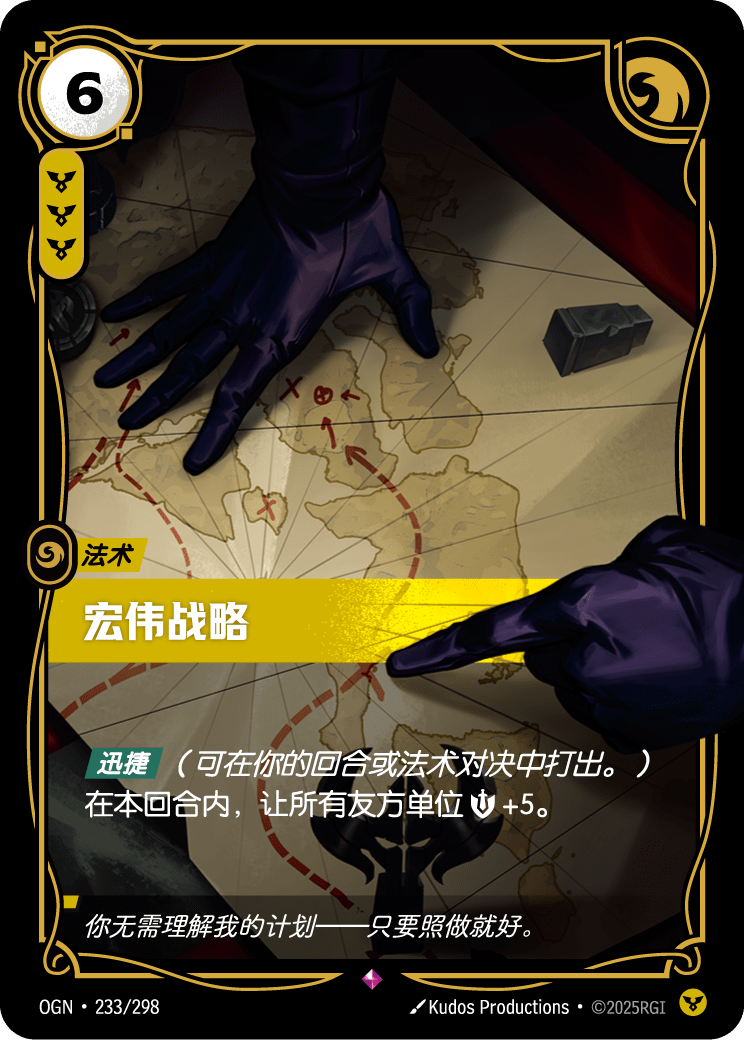 6
法术
宏伟战略
迅捷（可在你的回合或法术对决中打出。）
在本回合内，让所有友方单位 +5。
你无需理解我的计划——只要照做就好。
OGN • 233/298
Kudos Productions • ©2025RGI